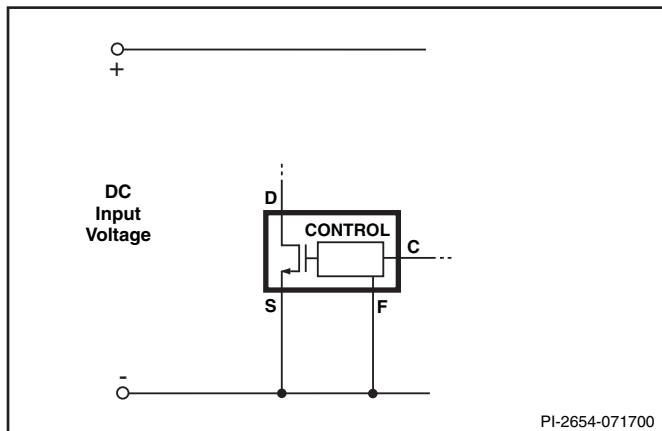 +
DC
Input
Voltage
D
CONTROL
C
S
F
-
PI-2654-071700